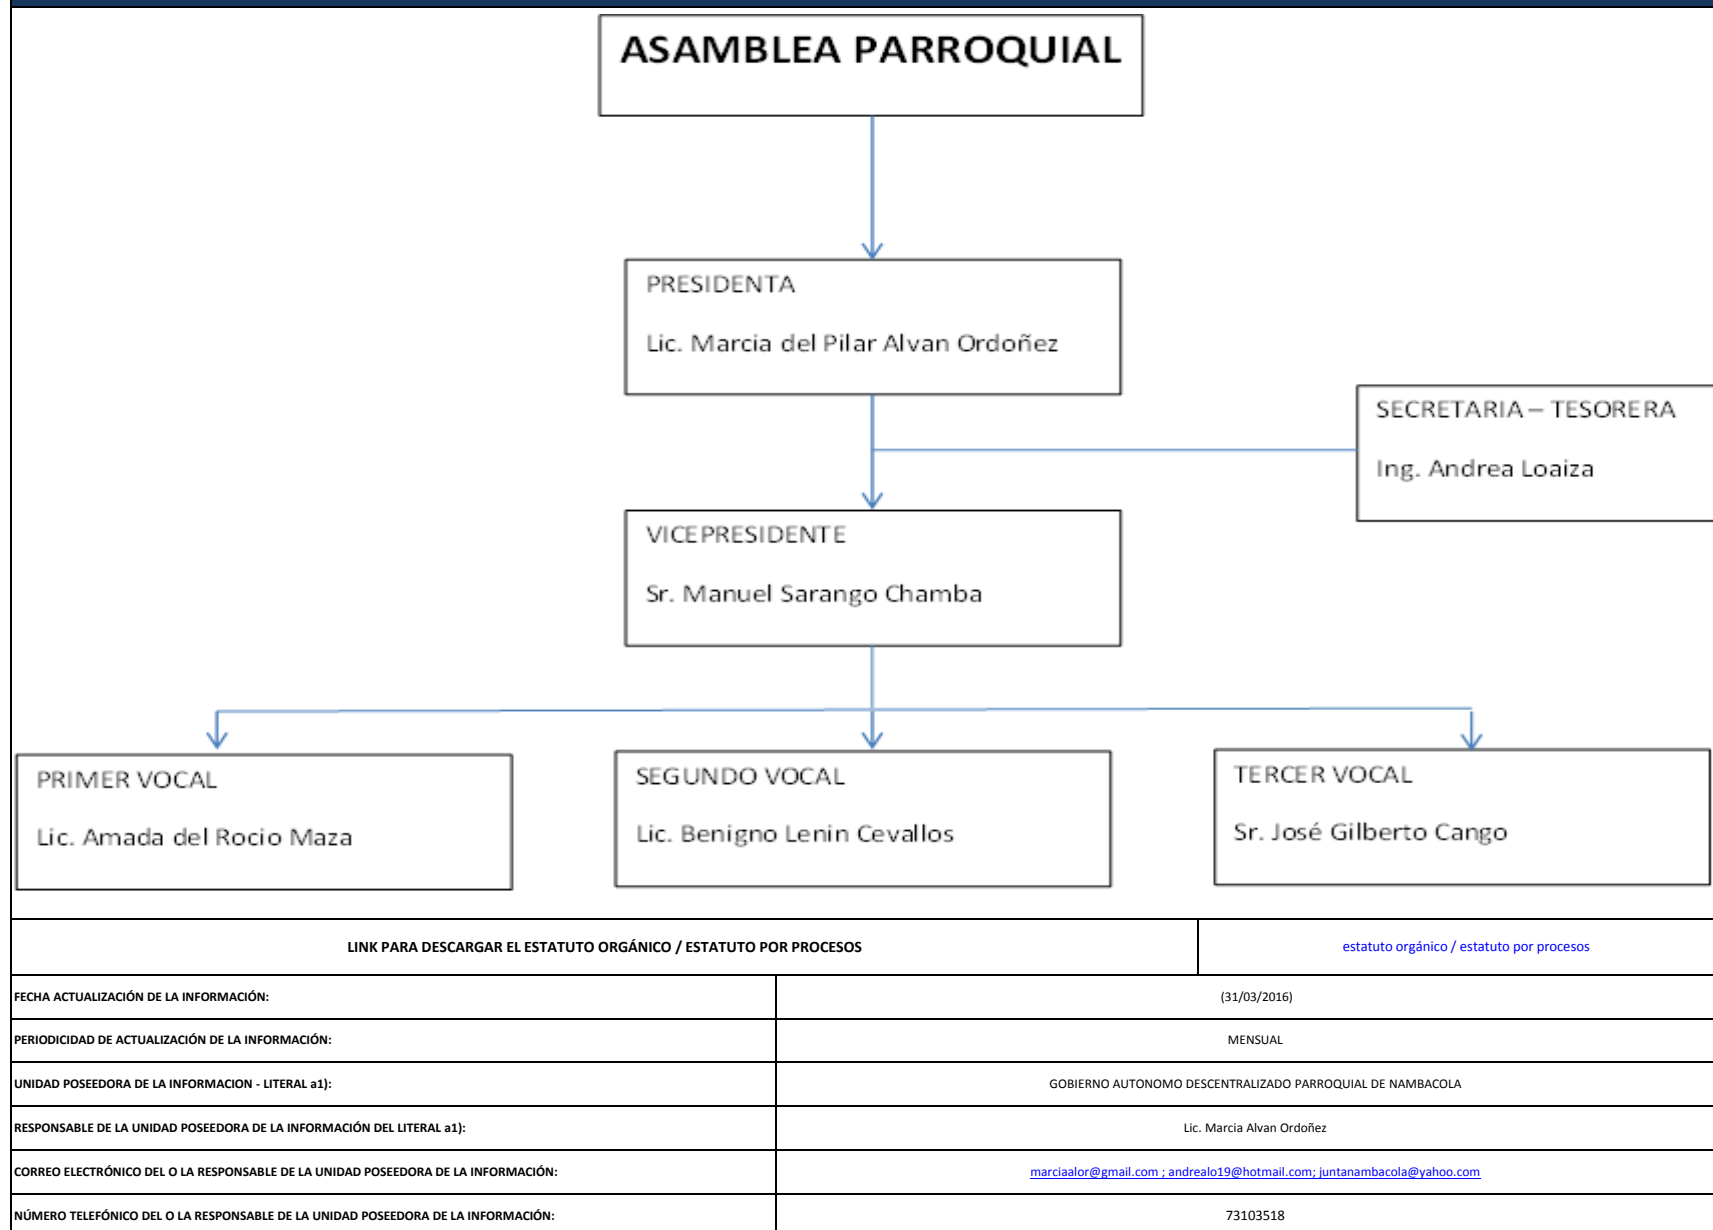 ASAMBLEA PARROQUIAL
PRESIDENTA
Lic. Marcia del Pilar Alvan Ordoñez
SECRETARIA – TESORERA
Ing. Andrea Loaiza
VICEPRESIDENTE
Sr. Manuel Sarango Chamba
PRIMER VOCAL
Lic. Amada del Rocio Maza
SEGUNDO VOCAL
Lic. Benigno Lenin Cevallos
TERCER VOCAL
Sr. José Gilberto Cango
LINK PARA DESCARGAR EL ESTATUTO ORGÁNICO / ESTATUTO POR PROCESOS
estatuto orgánico / estatuto por procesos
FECHA ACTUALIZACIÓN DE LA INFORMACIÓN:
(31/03/2016)
PERIODICIDAD DE ACTUALIZACIÓN DE LA INFORMACIÓN:
MENSUAL
UNIDAD POSEEDORA DE LA INFORMACION - LITERAL a1):
GOBIERNO AUTONOMO DESCENTRALIZADO PARROQUIAL DE NAMBACOLA
RESPONSABLE DE LA UNIDAD POSEEDORA DE LA INFORMACIÓN DEL LITERAL a1):
Lic. Marcia Alvan Ordoñez
CORREO ELECTRÓNICO DEL O LA RESPONSABLE DE LA UNIDAD POSEEDORA DE LA INFORMACIÓN:
marciaalor@gmail.com ; andrealo19@hotmail.com; juntanambacola@yahoo.com
NÚMERO TELEFÓNICO DEL O LA RESPONSABLE DE LA UNIDAD POSEEDORA DE LA INFORMACIÓN:
73103518